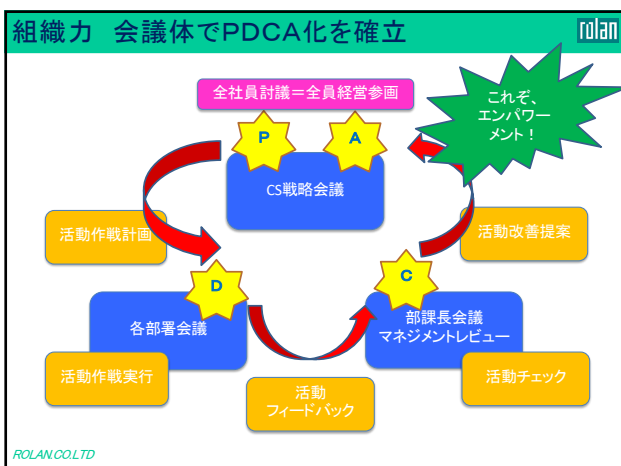 組織力　会議体でPDCA化を確立
rolan
全社員討議＝全員経営参画
これぞ、
エンパワー
メント！
P
A
CS戦略会議
活動作戦計画
活動改善提案
D
C
各部署会議
部課長会議
マネジメントレビュー
活動作戦実行
活動チェック
活動
フィードバック
ROLAN.CO.LTD